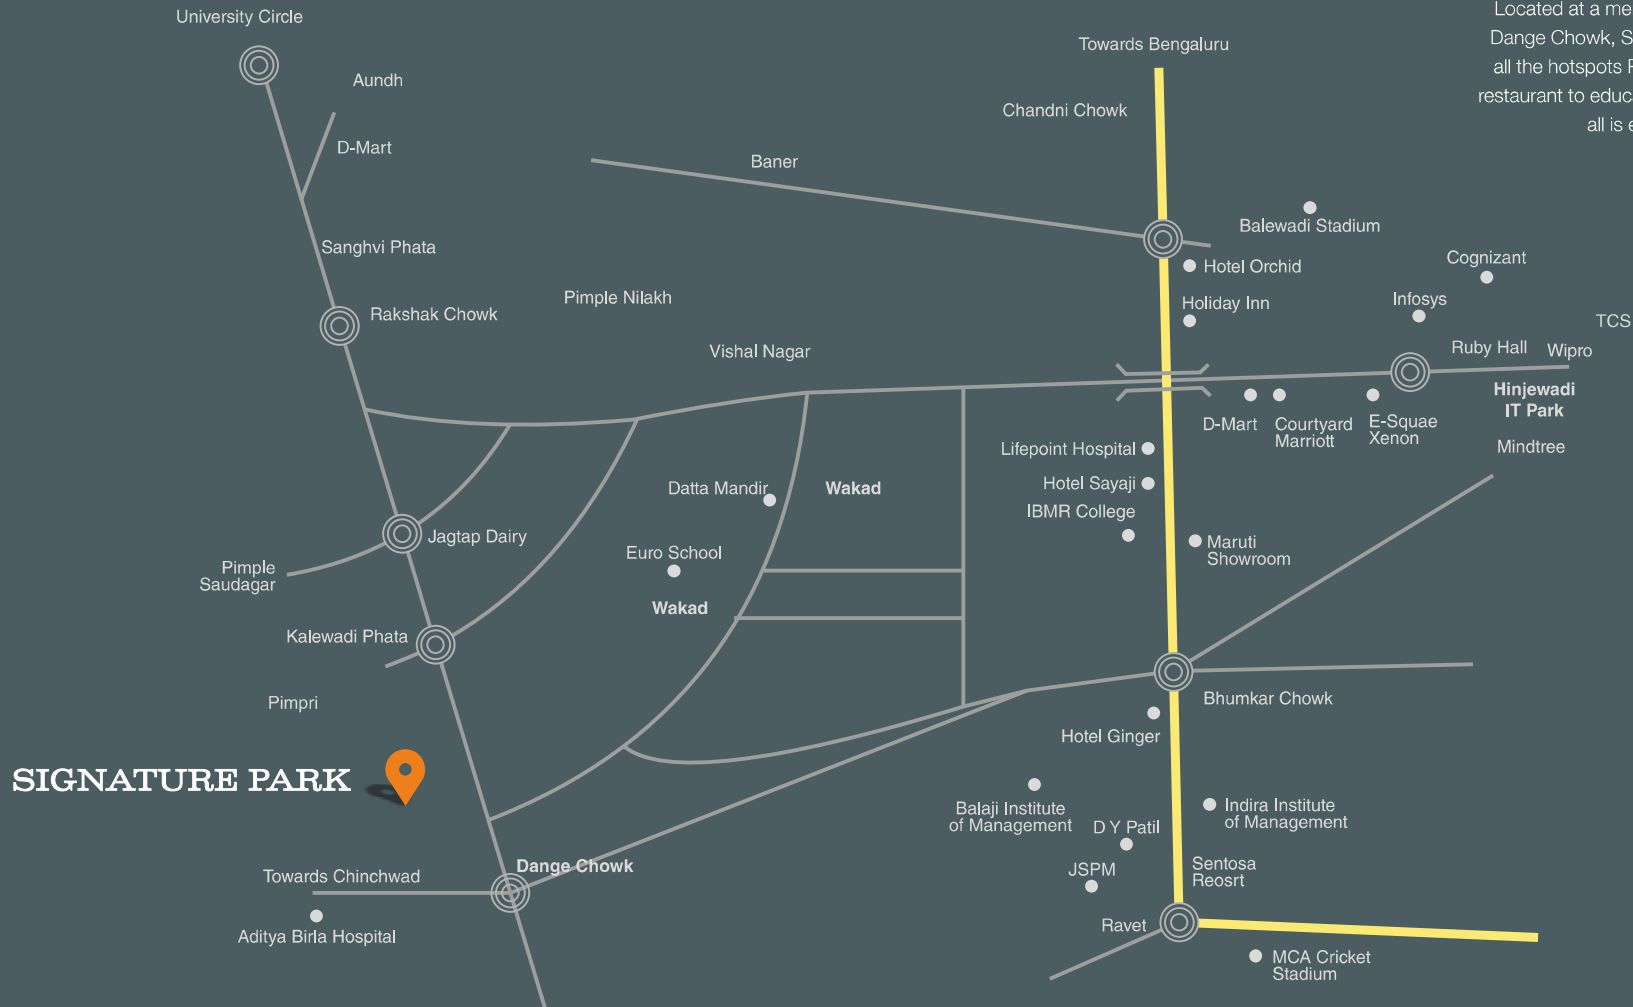 University Circle
Located at a me
Towards Bengaluru
Dange Chowk, S
all the hotspots
Aundh
restaurant to educ
Chandni Chowk
all is e
D-Mart
Baner
Balewadi Stadium
Sanghvi Phata
Cognizant
Hotel Orchid
Pimple Nilakh
Infosys
Holiday Inn
Rakshak Chowk
TCS
Vishal Nagar
Ruby Hall
Wipro
Hinjewadi
IT Park
D-Mart
Courtyard
Marriott
E-Squae
Xenon
Mindtree
Lifepoint Hospital
Datta Mandir
Wakad
Hotel Sayaji
IBMR College
Jagtap Dairy
Maruti
Showroom
Euro School
Pimple
Saudagar
Wakad
Kalewadi Phata
Pimpri
Bhumkar Chowk
Hotel Ginger
SIGNATURE PARK
Balaji Institute
of Management
Indira Institute
of Management
D Y Patil
Dange Chowk
Sentosa
Reosrt
JSPM
Towards Chinchwad
Ravet
Aditya Birla Hospital
MCA Cricket
Stadium